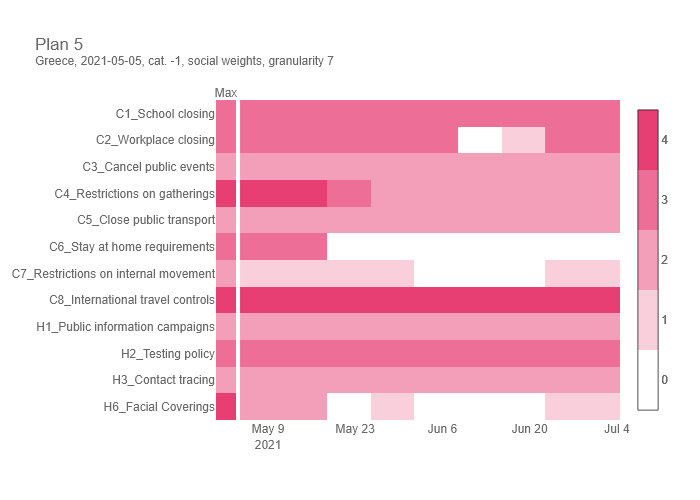 Plan 5
Greece, 2021-05-05, cat. -1, social weights, granularity 7
Max
C1_School closing
C2_Workplace closing
C3_Cancel public events
C4_Restrictions on gatherings
C5_Close public transport
C6_Stay at home requirements
C7_Restrictions on internal movement
C8_International travel controls
H1_Public information campaigns
H2_Testing policy
H3_Contact tracing
H6_Facial Coverings
May 9 May 23 Jun 6 Jun 20 Jul 4
2021
4
3
2
1
0